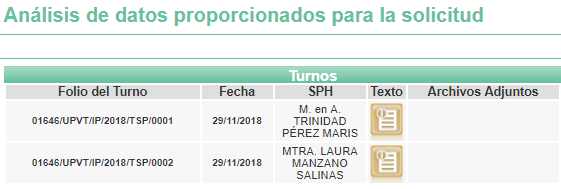 Análisis de datos proporcionados para la solicitud
Turnos
Folio del Turno Fecha SPH Texto Archivos Adjuntos
01646/UPVT/IP/2018/TSP/0001 29/11/2018 M. en A.
TRINIDAD
PÉREZ MARIS
01646/UPVT/IP/2018/TSP/0002 29/11/2018 MTRA. LAURA
MANZANO
SALINAS